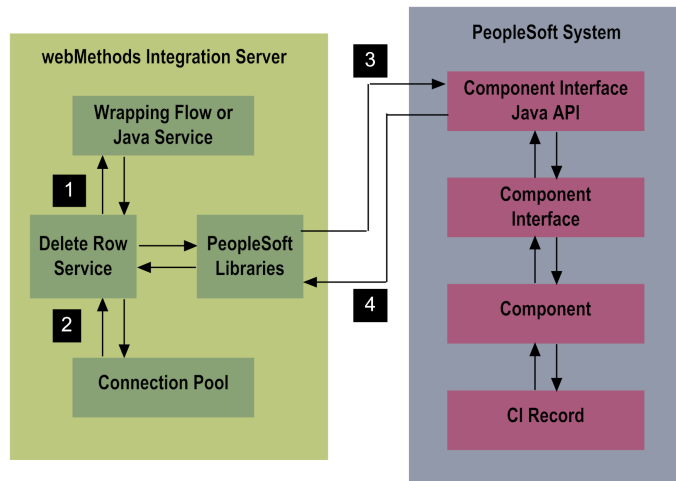 webMethods Integration Server
Wrapping Flow or
Java Service
1
Delete Row
Service
PeopleSoft
Libraries
2
Connection Pool
3
4
PeopleSoft System
Component Interface
Java API
Component
Interface
Component
CI Record